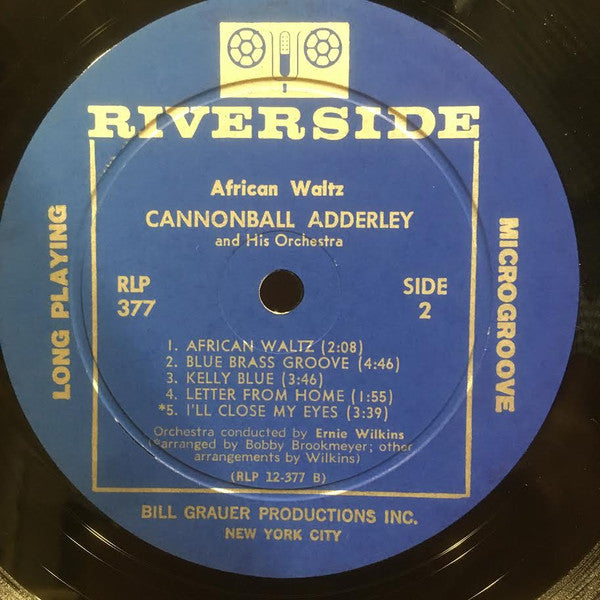 RIVERSIDE
African Waltz
CANNONBALL ADDERLEY
and His Orchestra
LONG PLAYING
RLP
377
SIDE
2
MICROGROOVE
1. AFRICAN WALTZ (2:08)
2. BLUE BRASS GROOVE (4:46)
3. KELLY BLUE (3:46)
4. LETTER FROM HOME (1:55)
*5. I'LL CLOSE MY EYES (3:39)
Orchestra conducted by Ernie Wilkins
(*arranged by Bobby Brookmeyer; other
arrangements by Wilkins)
(RLP 12-377 B)
BILL GRAUER PRODUCTIONS INC.
NEW YORK CITY